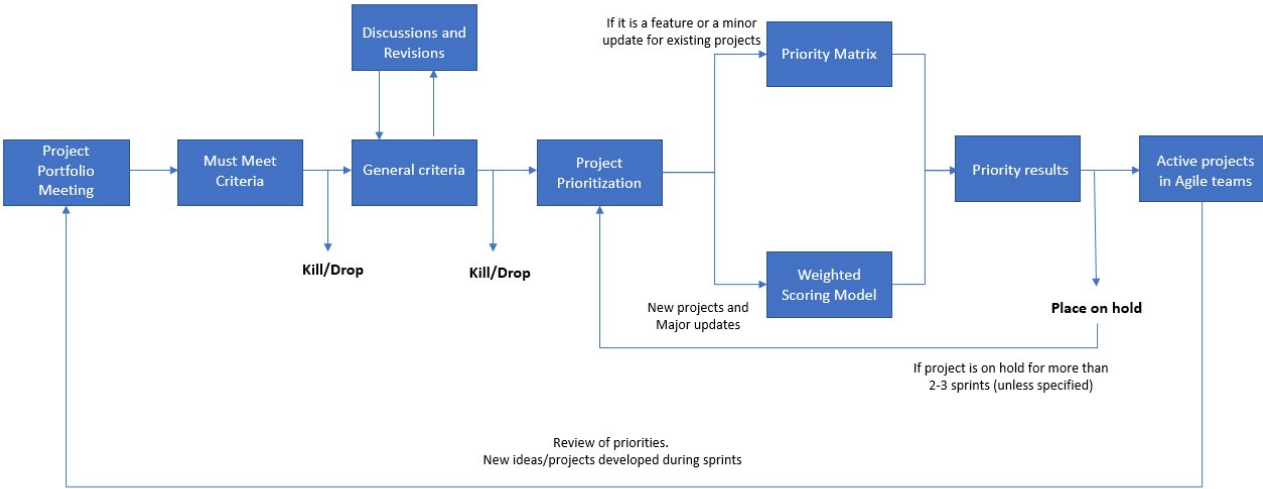 If it is a feature or a minor
update for existing projects
Discussions and
Revisions
Priority Matrix
Project
Portfolio
Meeting
Must Meet
Criteria
General criteria
Project
Prioritization
Priority results
Active projects
in Agile teams
Kill/Drop
Kill/Drop
Weighted
Scoring Model
New projects and
Major updates
Place on hold
If project is on hold for more than
2-3 sprints (unless specified)
Review of priorities.
New ideas/projects developed during sprints